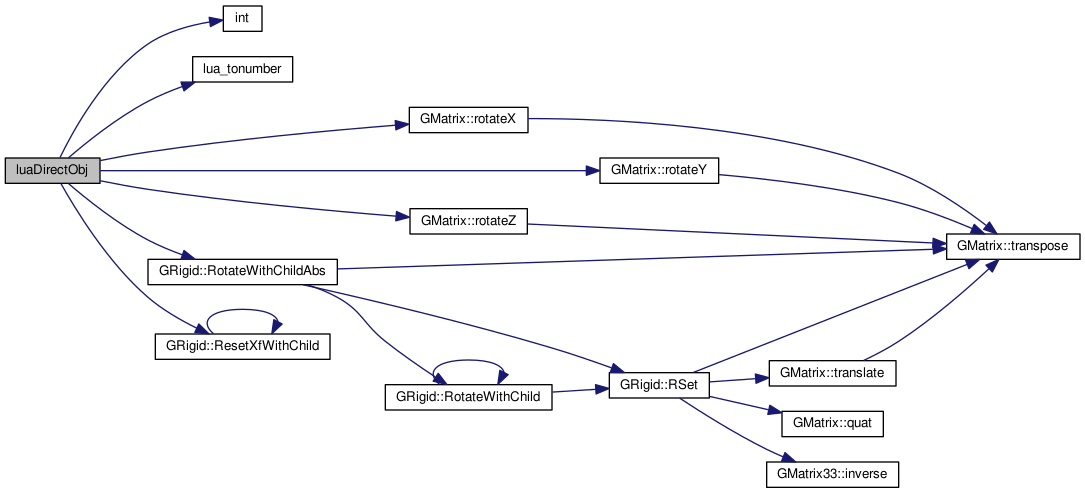 int
lua_tonumber
GMatrix::rotateX
luaDirectObj
GMatrix::rotateY
GMatrix::rotateZ
GMatrix::transpose
GRigid::RotateWithChildAbs
GRigid::ResetXfWithChild
GMatrix::translate
GRigid::RSet
GRigid::RotateWithChild
GMatrix::quat
GMatrix33::inverse